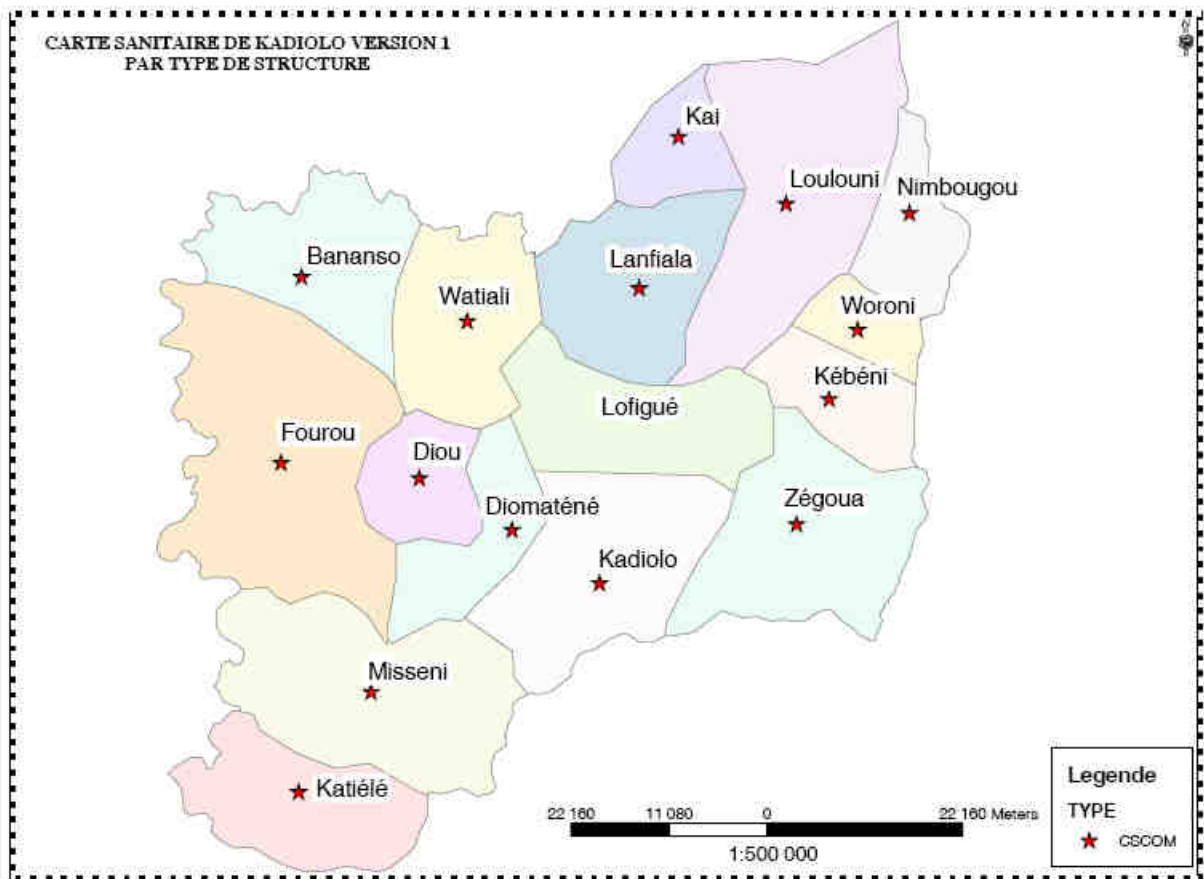 CARTE SANITAIRE DE KADIOLO VERSION 1
PAR TYPE DE STRUCTURE
Kai
Loulouni
Nimbougou
Bananso
Lanfiala
Watiali
Woroni
Kébéni
Lofigué
Fourou
Diou
Diomaténé
Zégoua
Kadiolo
Misseni
Katiélé
22 160 11 080 0 22 160 Meters
1:500 000
Legende
TYPE
CSCOM